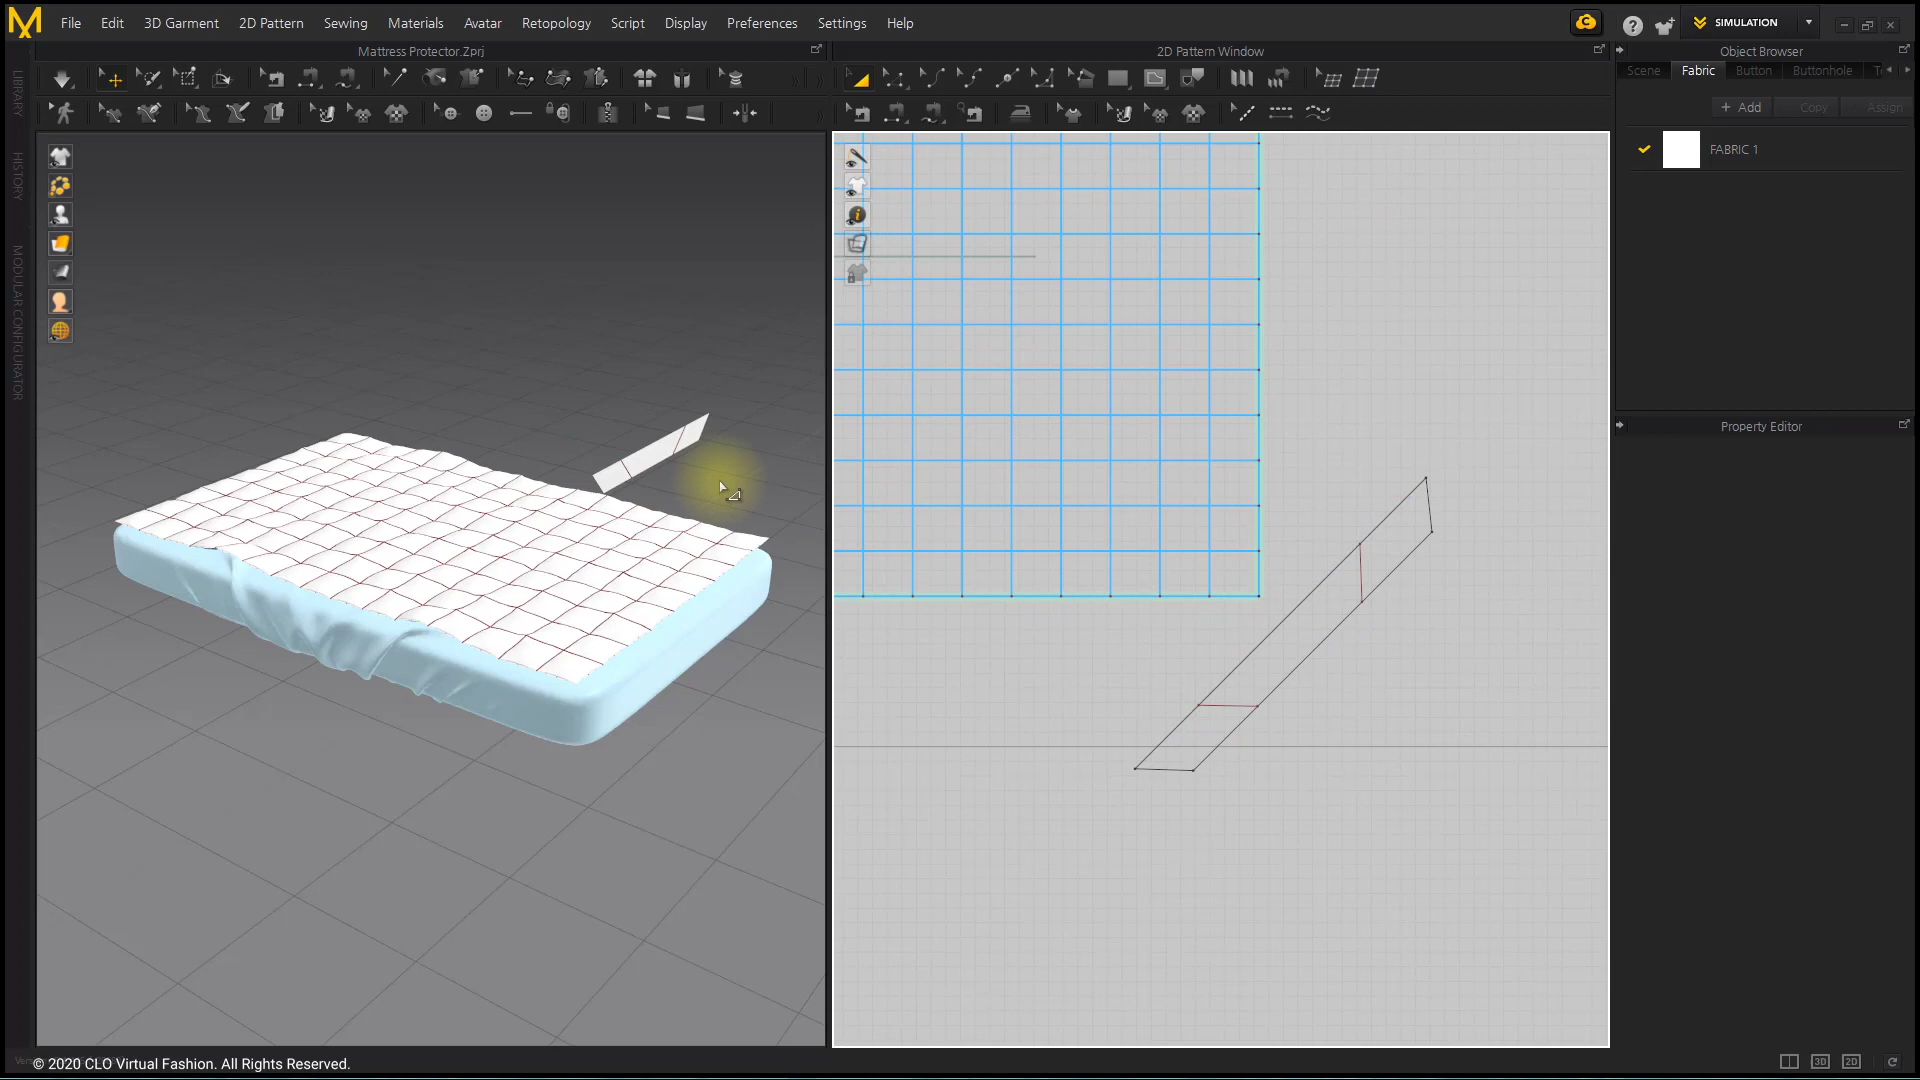 File Edit 3D Garment 2D Pattern Sewing Materials Avatar Retopology Script Display Preferences Settings Help
SIMULATION
Mattress Protector.Zprj
2D Pattern Window
Object Browser
Scene Fabric Button Buttonhole
+ Add Copy Assign
FABRIC 1
Property Editor
LIBRARY
HISTORY
MODULAR CONFIGURATOR
© 2020 CLO Virtual Fashion. All Rights Reserved.
3D 2D